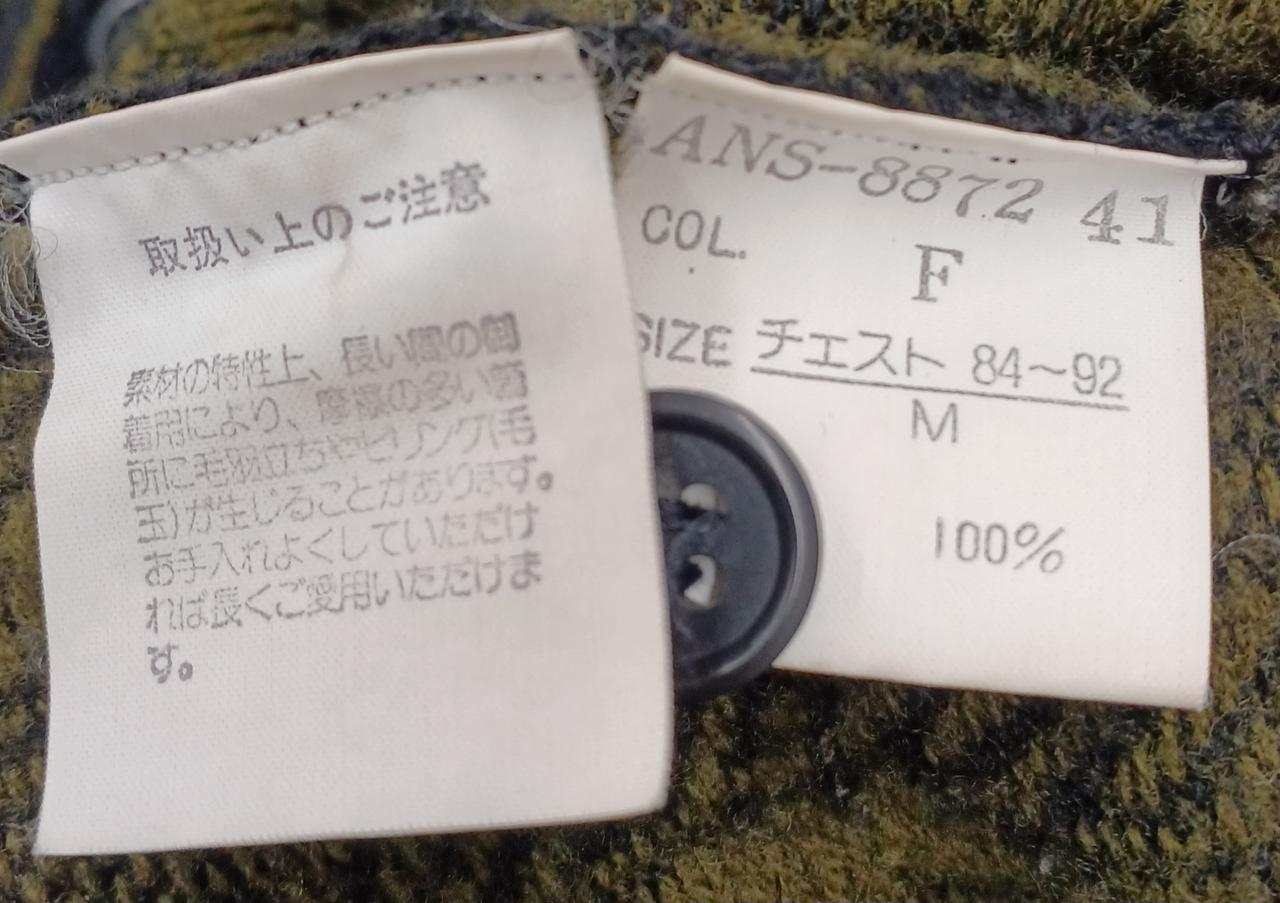 取扱い上のご注意
素材の特性上、長い間の御
着用により、摩擦の多い箇
所に毛羽立ちやピリング(毛
玉)が生じることがあります。
お手入れよくしていただけ
れば長くご愛用いただけま
す。
ANS-8872 41
COL.
F
SIZE チェスト 84~92
M
100%